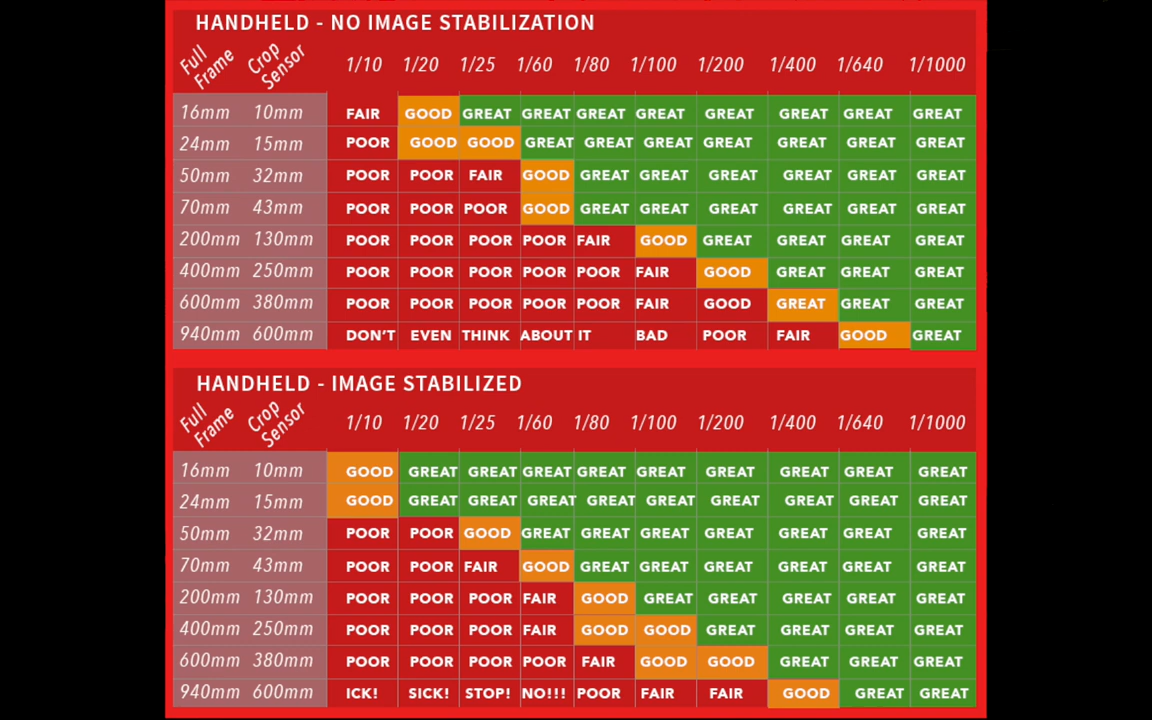 HANDHELD - NO IMAGE STABILIZATION
Full Frame Crop Sensor 1/10 1/20 1/25 1/60 1/80 1/100 1/200 1/400 1/640 1/1000
16mm 10mm FAIR GOOD GREAT GREAT GREAT GREAT GREAT GREAT GREAT GREAT
24mm 15mm POOR GOOD GOOD GREAT GREAT GREAT GREAT GREAT GREAT GREAT
50mm 32mm POOR POOR FAIR GOOD GREAT GREAT GREAT GREAT GREAT GREAT
70mm 43mm POOR POOR POOR GOOD GREAT GREAT GREAT GREAT GREAT GREAT
200mm 130mm POOR POOR POOR POOR FAIR GOOD GREAT GREAT GREAT GREAT
400mm 250mm POOR POOR POOR POOR POOR FAIR GOOD GREAT GREAT GREAT
600mm 380mm POOR POOR POOR POOR POOR FAIR GOOD GREAT GREAT GREAT
940mm 600mm DON'T EVEN THINK ABOUT IT BAD POOR FAIR GOOD GREAT
HANDHELD - IMAGE STABILIZED
Full Frame Crop Sensor 1/10 1/20 1/25 1/60 1/80 1/100 1/200 1/400 1/640 1/1000
16mm 10mm GOOD GREAT GREAT GREAT GREAT GREAT GREAT GREAT GREAT GREAT
24mm 15mm GOOD GREAT GREAT GREAT GREAT GREAT GREAT GREAT GREAT GREAT
50mm 32mm POOR POOR GOOD GREAT GREAT GREAT GREAT GREAT GREAT GREAT
70mm 43mm POOR POOR FAIR GOOD GREAT GREAT GREAT GREAT GREAT GREAT
200mm 130mm POOR POOR POOR FAIR GOOD GREAT GREAT GREAT GREAT GREAT
400mm 250mm POOR POOR POOR FAIR GOOD GOOD GREAT GREAT GREAT GREAT
600mm 380mm POOR POOR POOR POOR FAIR GOOD GOOD GREAT GREAT GREAT
940mm 600mm ICK! SICK! STOP! NO!!! POOR FAIR FAIR GOOD GREAT GREAT